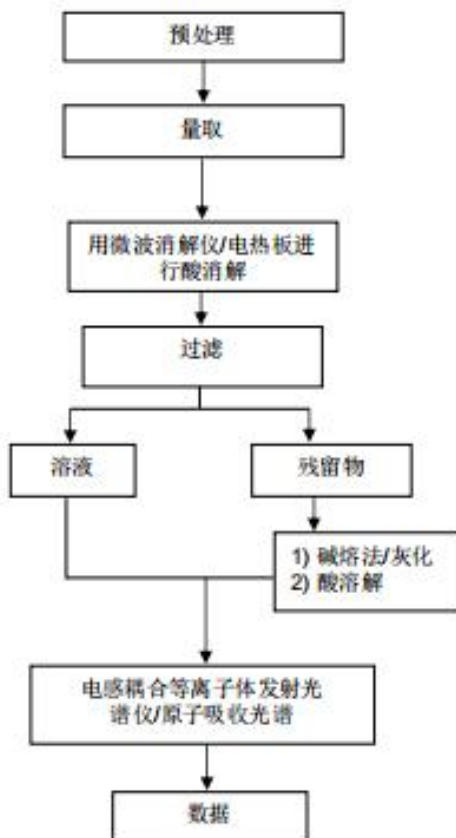 预处理
量取
用微波消解仪/电热板进
行酸消解
过滤
溶液
残留物
1) 碱熔法/灰化
2) 酸溶解
电感耦合等离子体发射光
谱仪/原子吸收光谱
数据